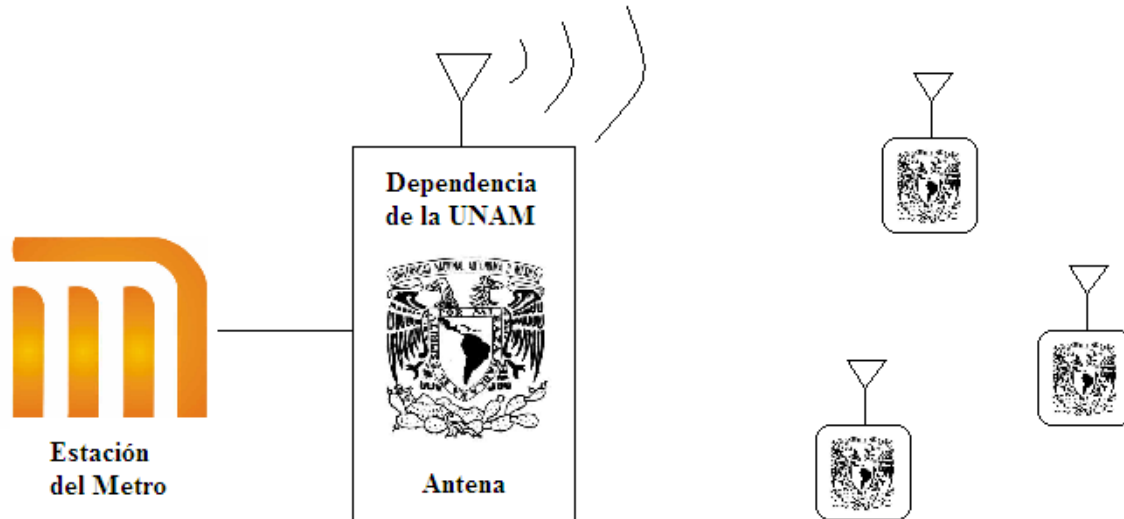 Dependencia
de la UNAM
Estación
del Metro
Antena